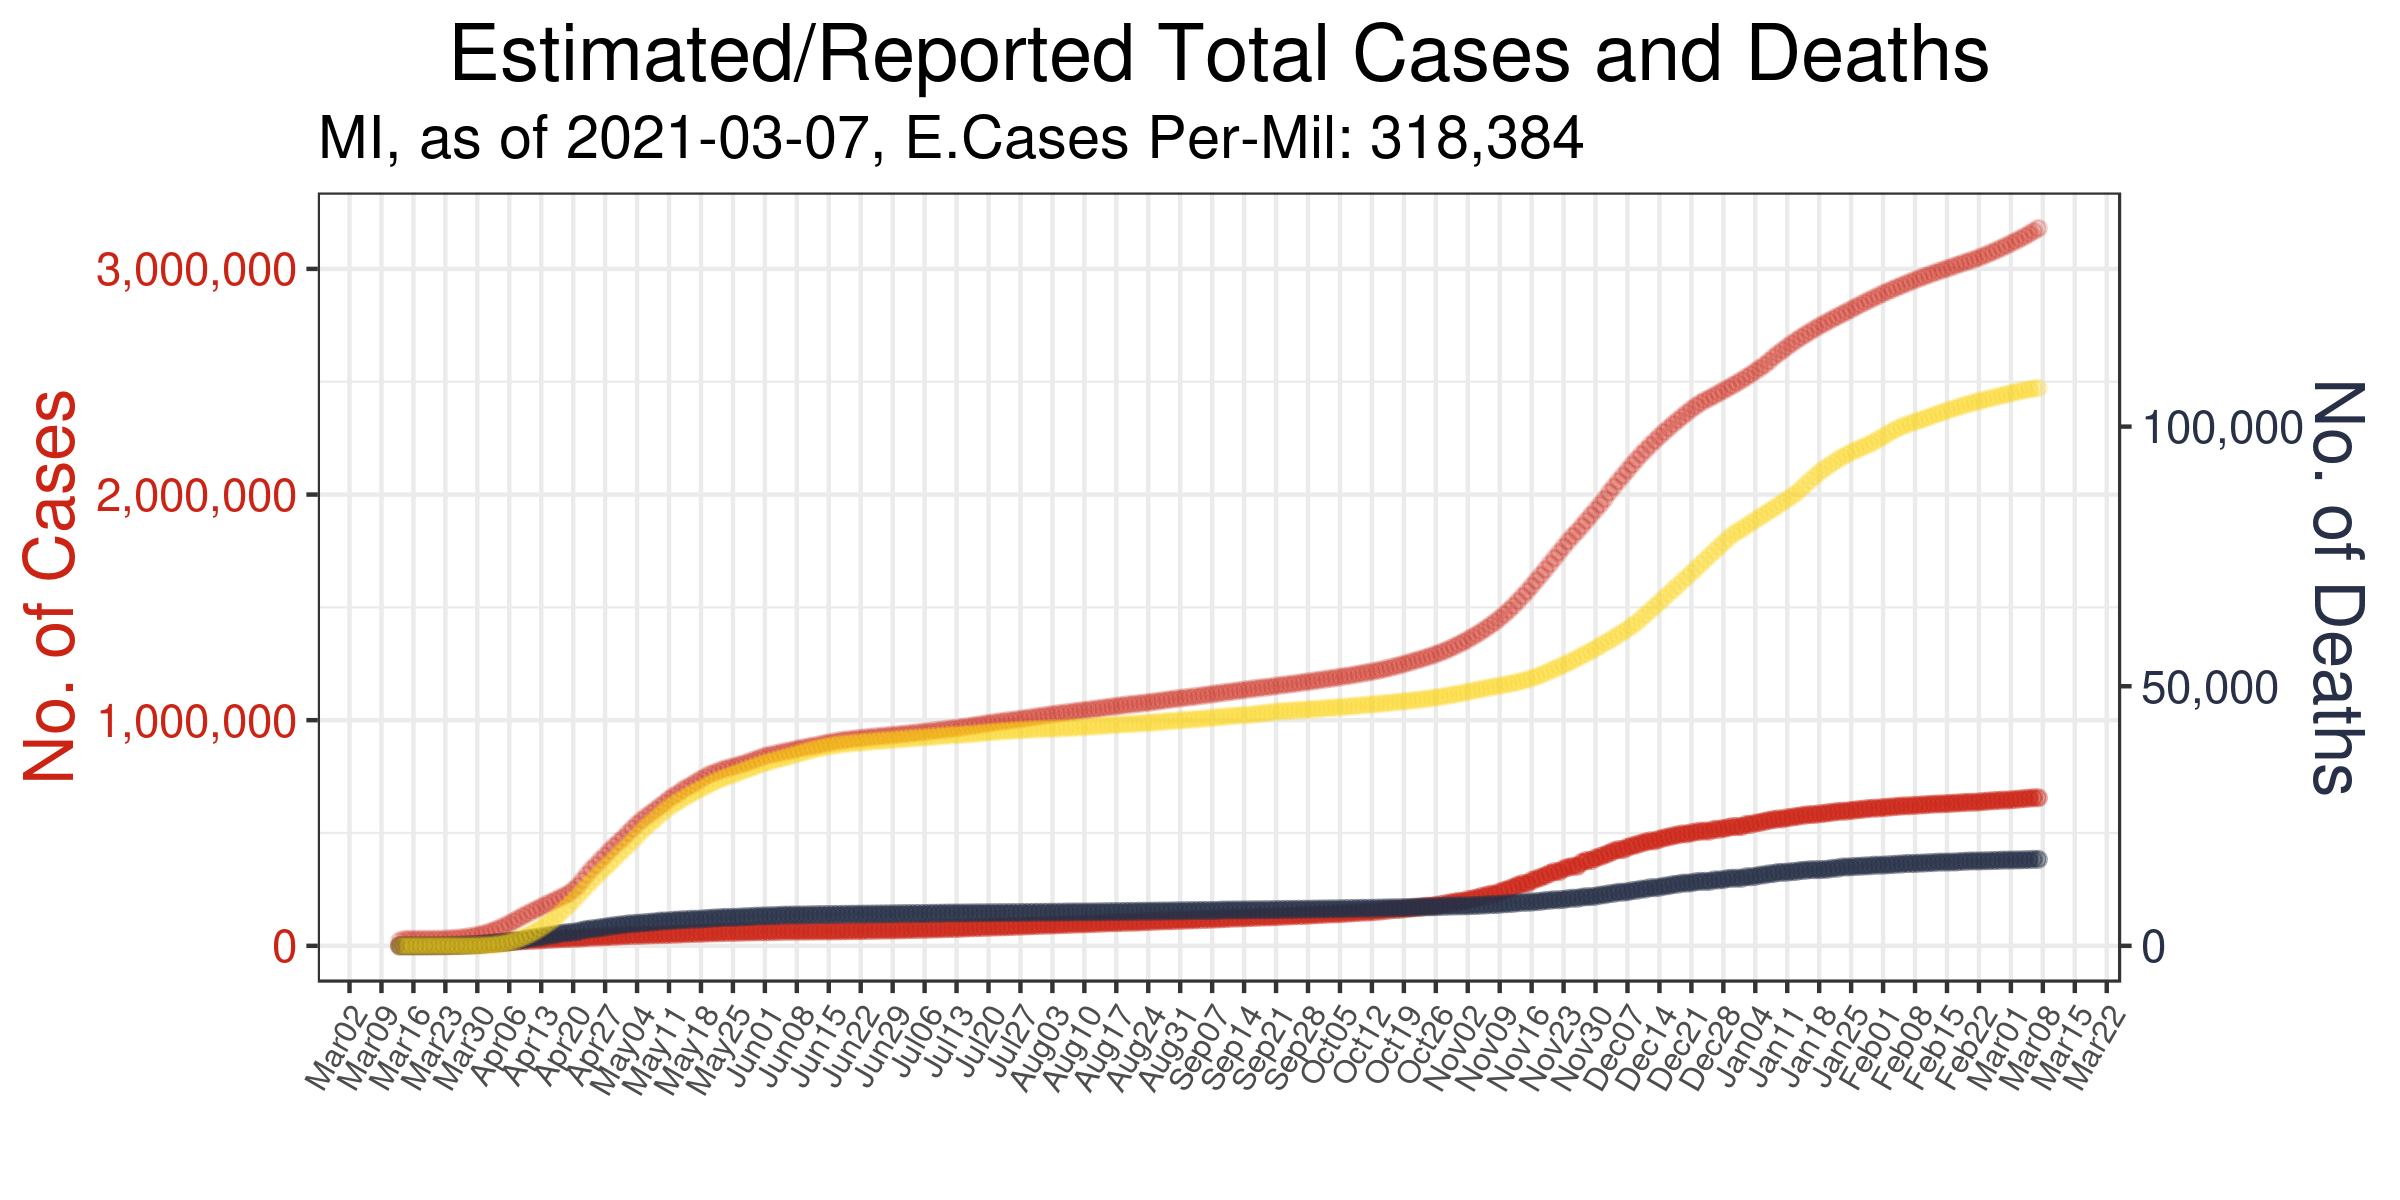 Estimated/Reported Total Cases and Deaths
MI, as of 2021-03-07, E.Cases Per-Mil: 318,384
No. of Cases
3,000,000
2,000,000
1,000,000
0
100,000
50,000
0
No. of Deaths
Mar02 Mar09 Mar16 Mar23 Mar30 Apr06 Apr13 Apr20 Apr27 May04 May11 May18 May25 Jun01 Jun08 Jun15 Jun22 Jun29 Jul06 Jul13 Jul20 Jul27 Aug03 Aug10 Aug17 Aug24 Aug31 Sep07 Sep14 Sep21 Sep28 Oct05 Oct12 Oct19 Oct26 Nov02 Nov09 Nov16 Nov23 Nov30 Dec07 Dec14 Dec21 Dec28 Jan04 Jan11 Jan18 Jan25 Feb01 Feb08 Feb15 Feb22 Mar01 Mar08 Mar15 Mar22